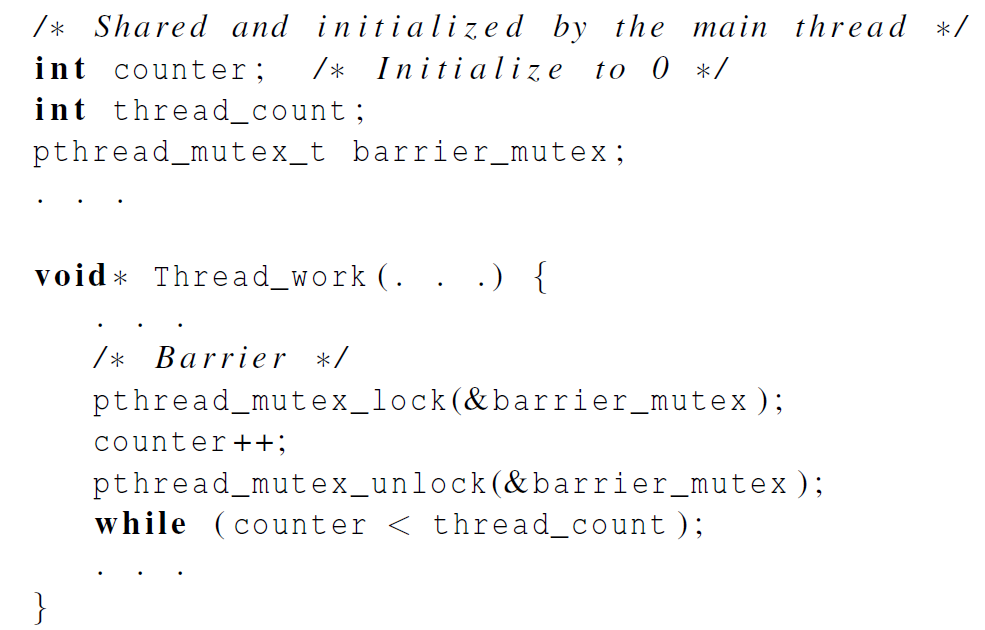 /* Shared and initialized by the main thread */
int counter; /* Initialize to 0 */
int thread_count;
pthread_mutex_t barrier_mutex;
. . .
void* Thread_work(. . .) {
. . .
/* Barrier */
pthread_mutex_lock(&barrier_mutex);
counter++;
pthread_mutex_unlock(&barrier_mutex);
while (counter < thread_count);
. . .
}